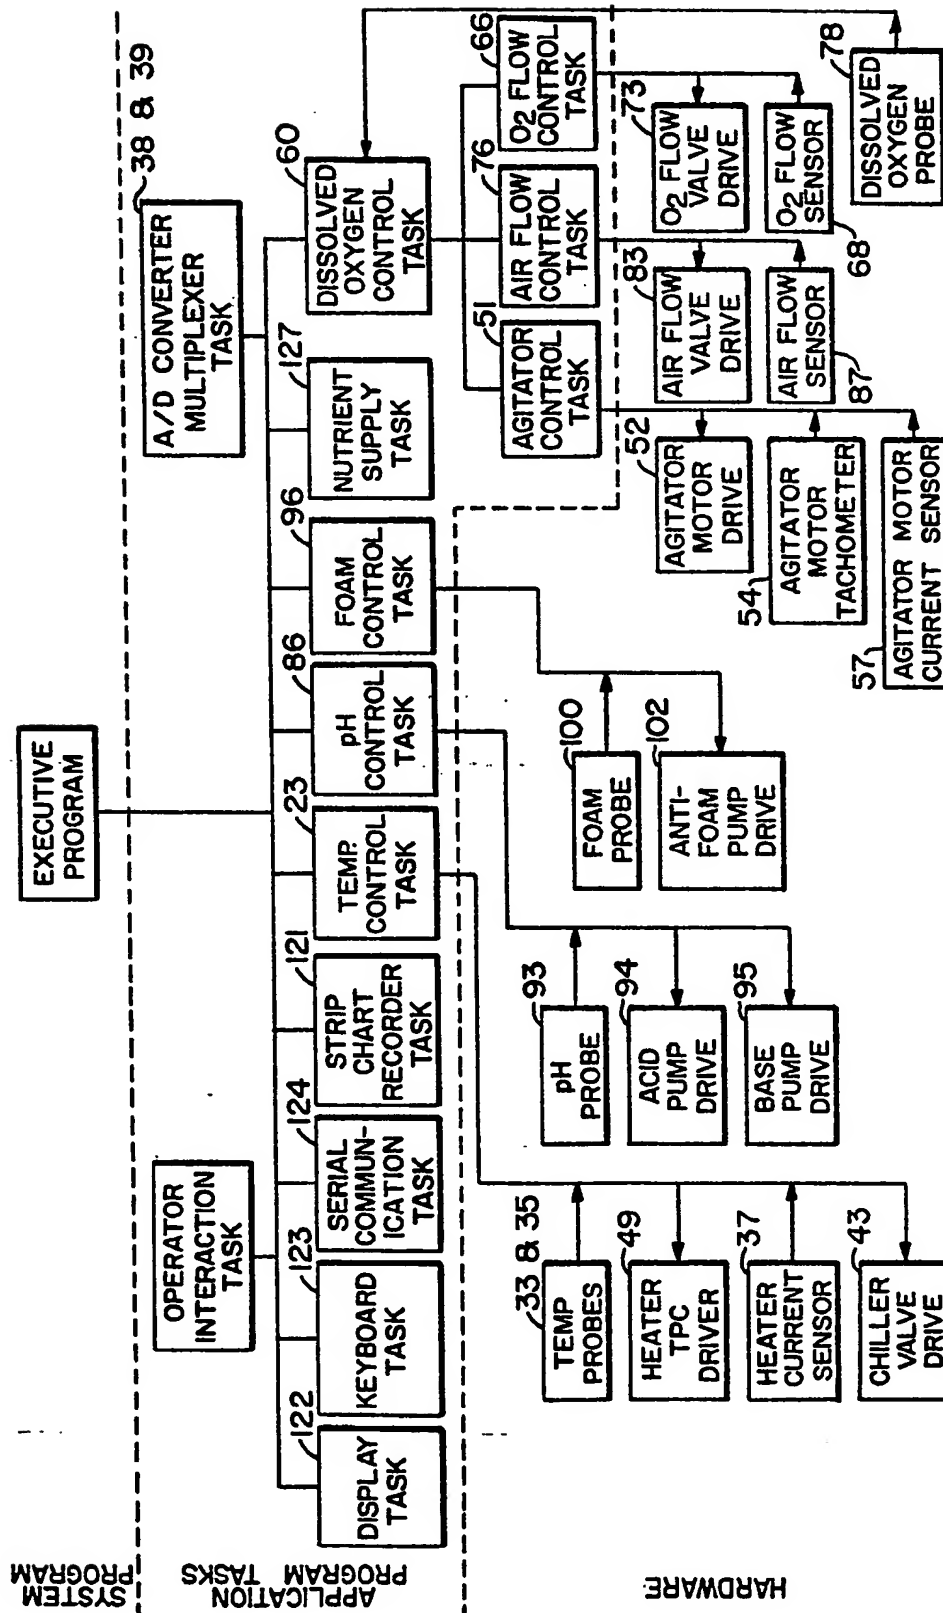 SYSTEM
PROGRAM
EXECUTIVE
PROGRAM
APPLICATION
PROGRAM TASKS
OPERATOR
INTERACTION
TASK
38 & 39
A/D CONVERTER
MULTIPLEXER
TASK
122
DISPLAY
TASK
123
KEYBOARD
TASK
124
SERIAL
COMMUN-
ICATION
TASK
121
STRIP
CHART
RECORDER
TASK
23
TEMP.
CONTROL
TASK
86
pH
CONTROL
TASK
96
FOAM
CONTROL
TASK
127
NUTRIENT
SUPPLY
TASK
60
DISSOLVED
OXYGEN
CONTROL
TASK
51
AGITATOR
CONTROL
TASK
76
AIR FLOW
CONTROL
TASK
66
O2 FLOW
CONTROL
TASK
HARDWARE
33 & 35
TEMP
PROBES
49
HEATER
TPC
DRIVER
37
HEATER
CURRENT
SENSOR
43
CHILLER
VALVE
DRIVE
93
pH
PROBE
94
ACID
PUMP
DRIVE
95
BASE
PUMP
DRIVE
100
FOAM
PROBE
102
ANTI-
FOAM
PUMP DRIVE
52
AGITATOR
MOTOR
DRIVE
54
AGITATOR
MOTOR
TACHOMETER
57
AGITATOR MOTOR
CURRENT SENSOR
83
AIR FLOW
VALVE
DRIVE
AIR FLOW
SENSOR
87
73
O2 FLOW
VALVE
DRIVE
O2 FLOW
SENSOR
68
78
DISSOLVED
OXYGEN
PROBE